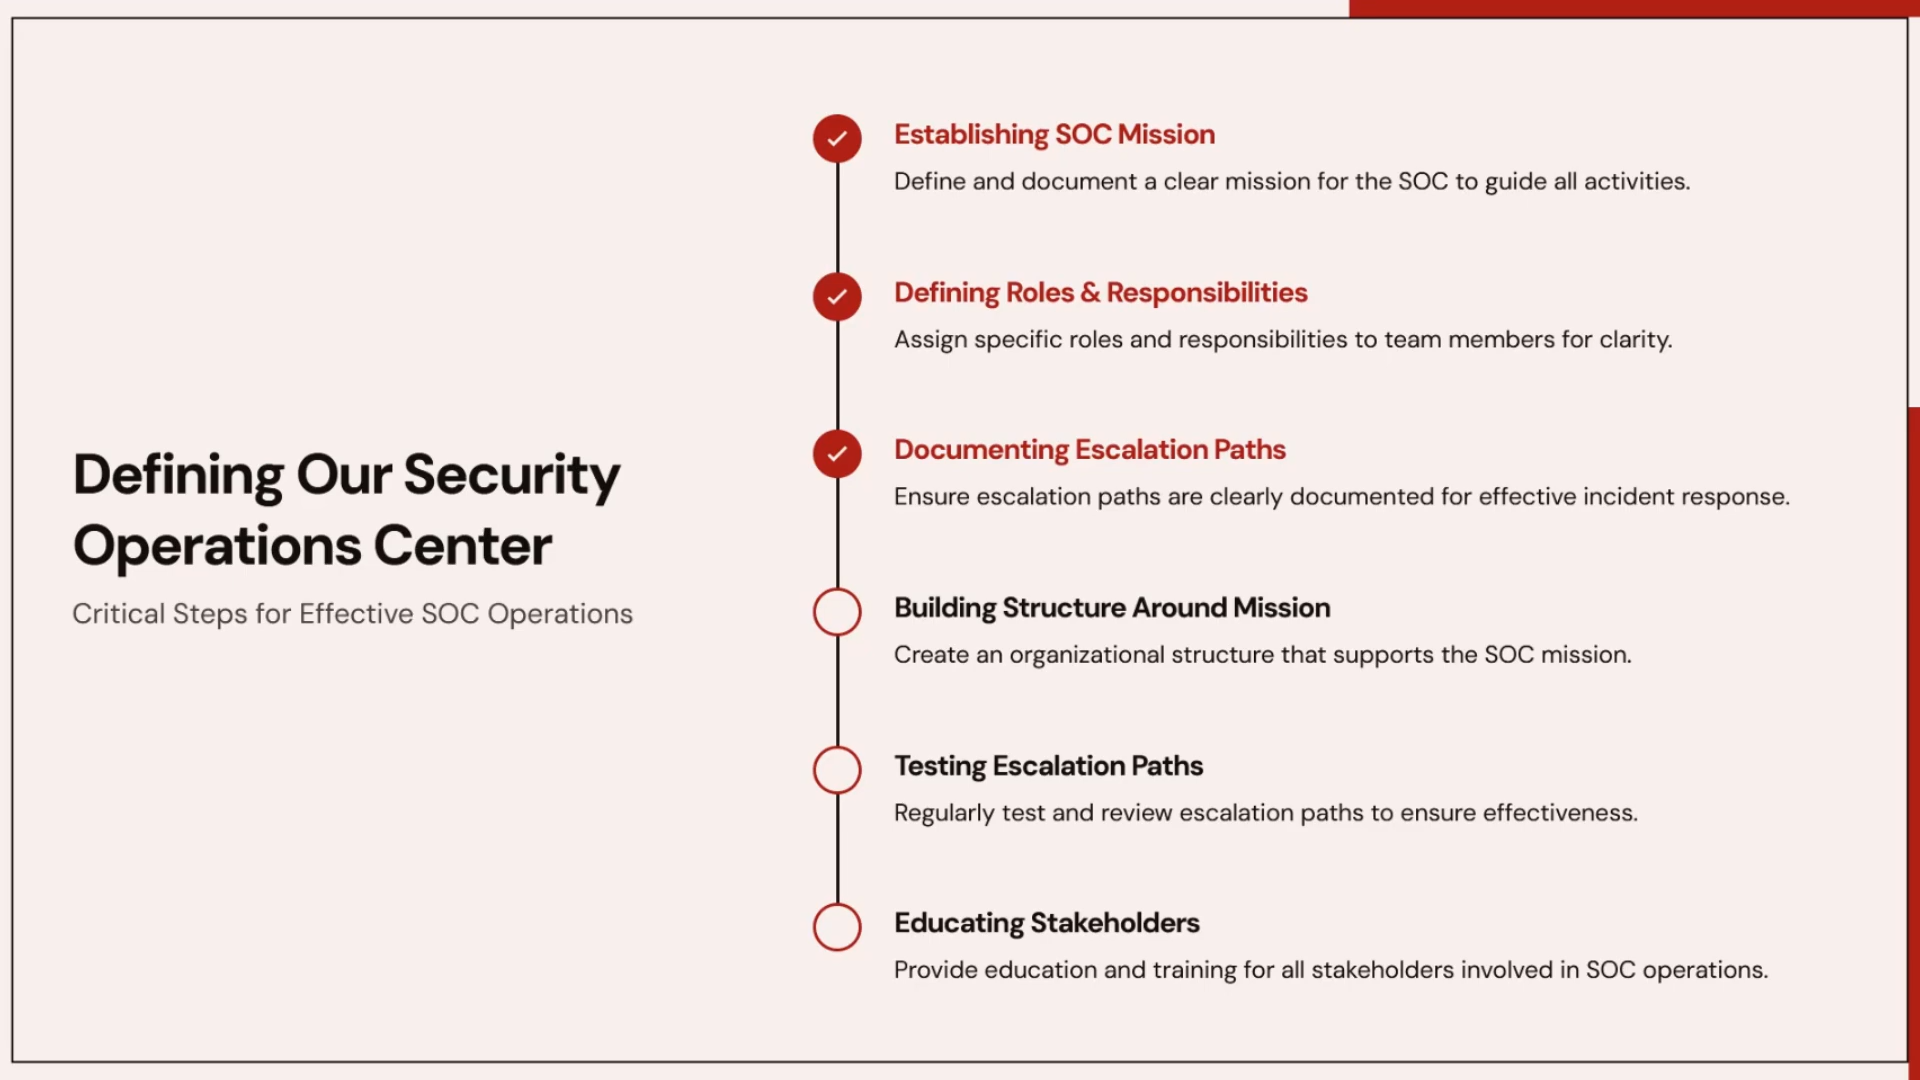 Defining Our Security
Operations Center
Critical Steps for Effective SOC Operations
Establishing SOC Mission
Define and document a clear mission for the SOC to guide all activities.
Defining Roles & Responsibilities
Assign specific roles and responsibilities to team members for clarity.
Documenting Escalation Paths
Ensure escalation paths are clearly documented for effective incident response.
Building Structure Around Mission
Create an organizational structure that supports the SOC mission.
Testing Escalation Paths
Regularly test and review escalation paths to ensure effectiveness.
Educating Stakeholders
Provide education and training for all stakeholders involved in SOC operations.